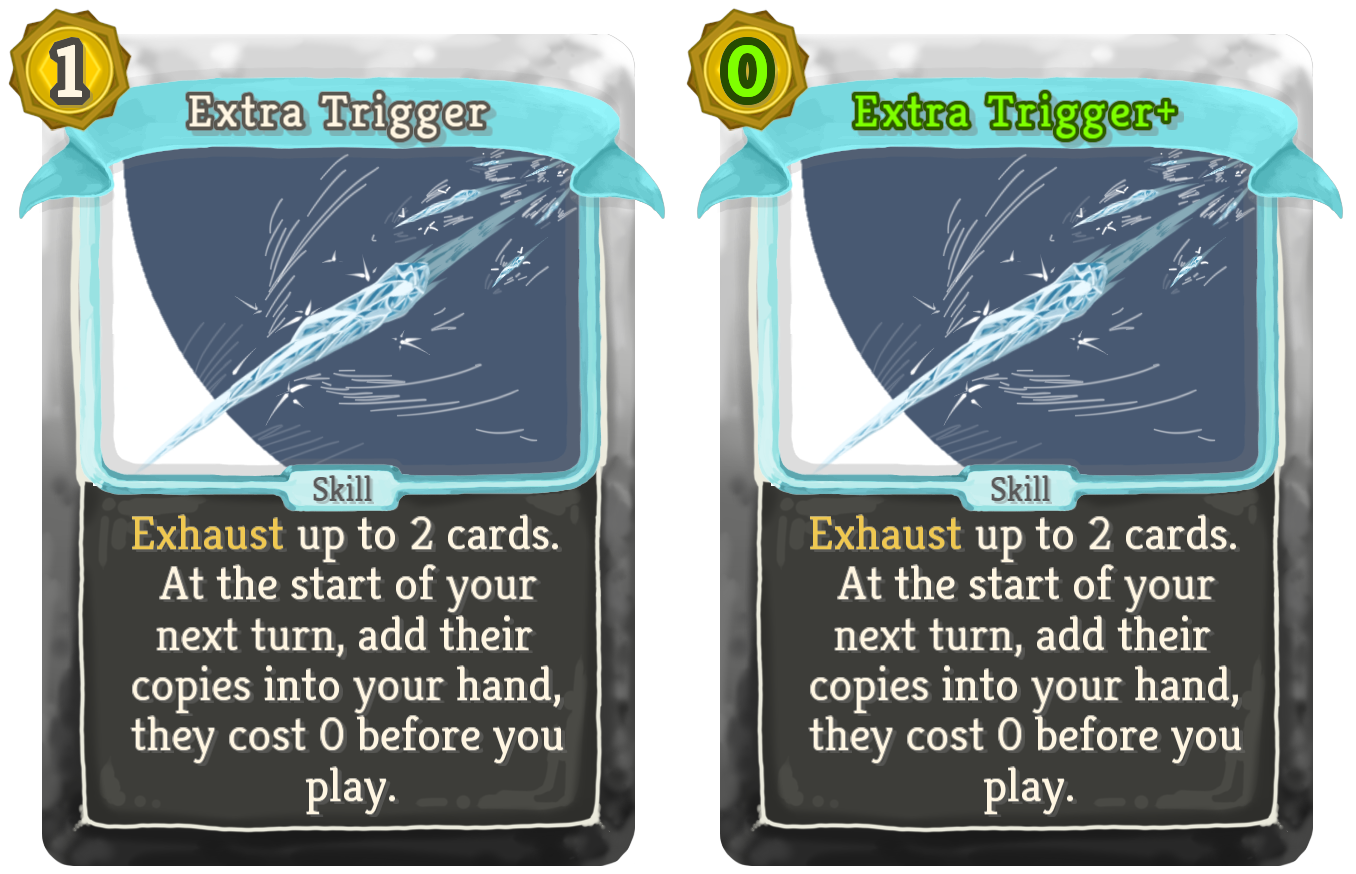 1
Extra Trigger
Skill
Exhaust up to 2 cards.
At the start of your
next turn, add their
copies into your hand,
they cost 0 before you
play.
0
Extra Trigger+
Skill
Exhaust up to 2 cards.
At the start of your
next turn, add their
copies into your hand,
they cost 0 before you
play.